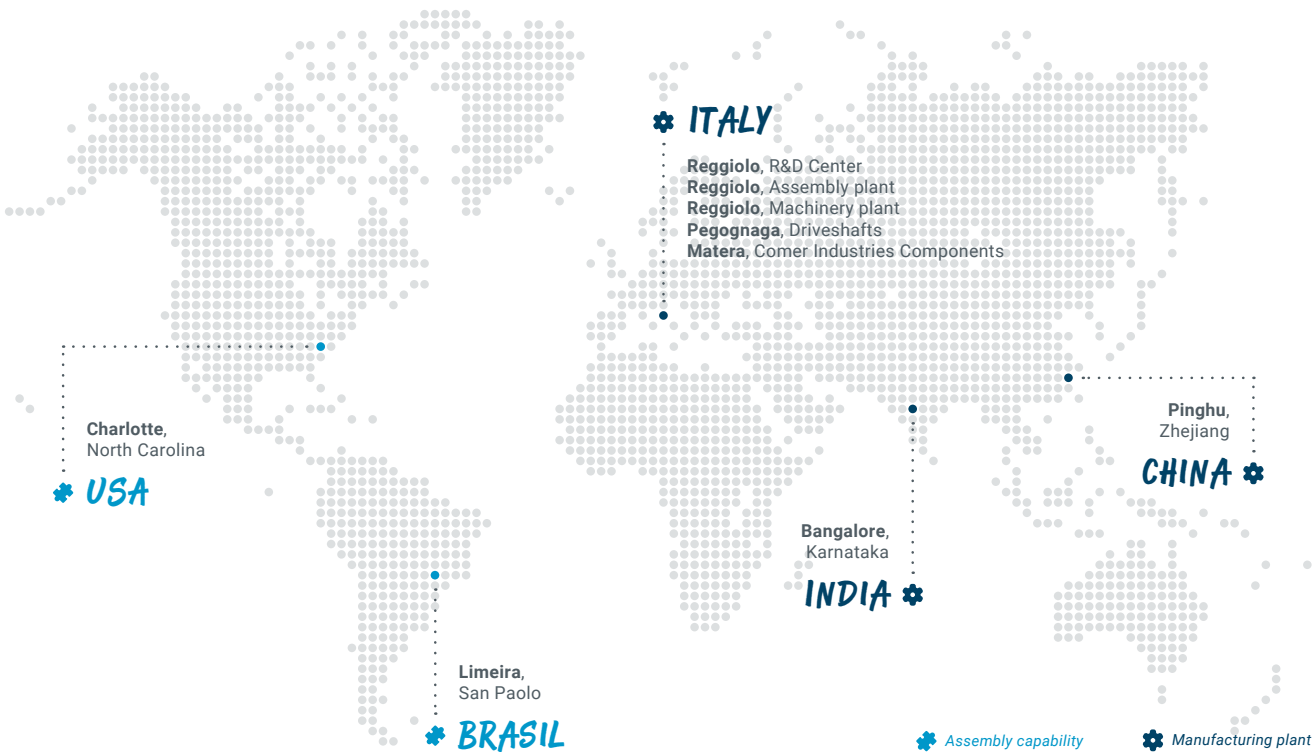 ITALY
Reggiolo, R&D Center
Reggiolo, Assembly plant
Reggiolo, Machinery plant
Pegognaga, Driveshafts
Matera, Comer Industries Components
Charlotte,
North Carolina
USA
Pinghu,
Zhejiang
CHINA
Bangalore,
Karnataka
INDIA
Limeira,
San Paolo
BRASIL
Assembly capability
Manufacturing plant